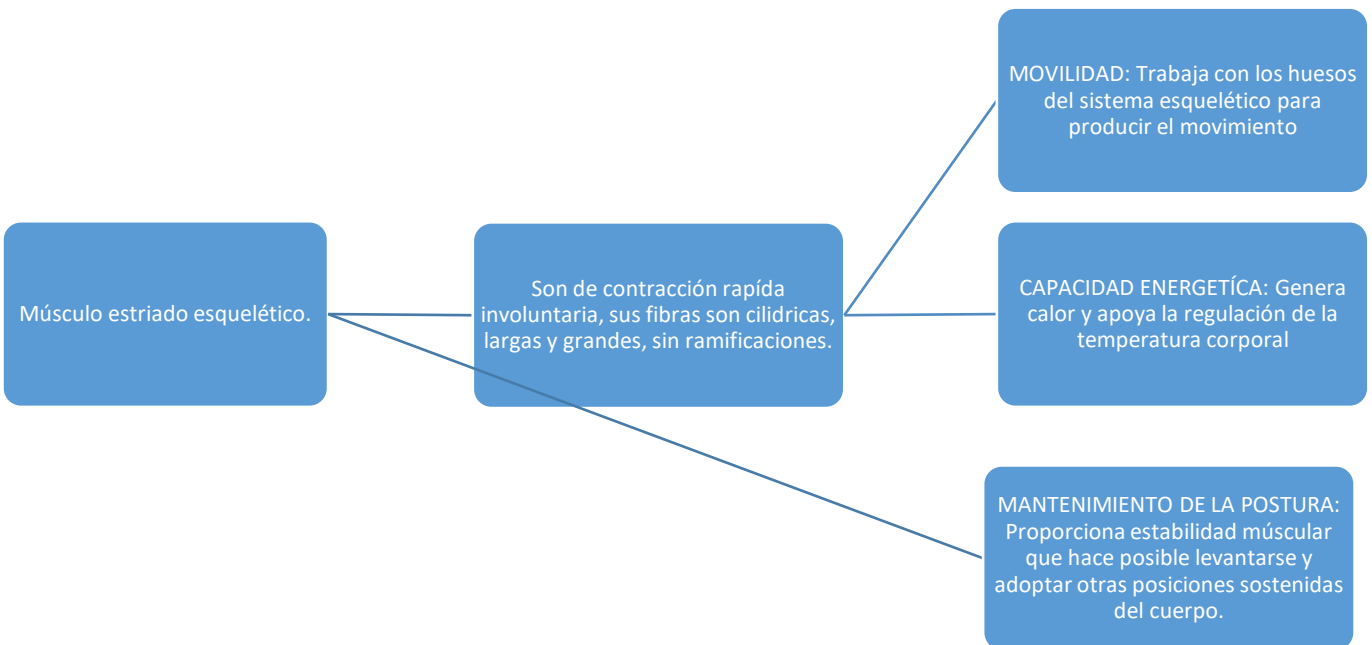 Músculo estriado esquelético.
Son de contracción rapída
involuntaria, sus fibras son cilidricas,
largas y grandes, sin ramificaciones.
MOVILIDAD: Trabaja con los huesos
del sistema esquelético para
producir el movimiento
CAPACIDAD ENERGETÍCA: Genera
calor y apoya la regulación de la
temperatura corporal
MANTENIMIENTO DE LA POSTURA:
Proporciona estabilidad múscular
que hace posible levantarse y
adoptar otras posiciones sostenidas
del cuerpo.